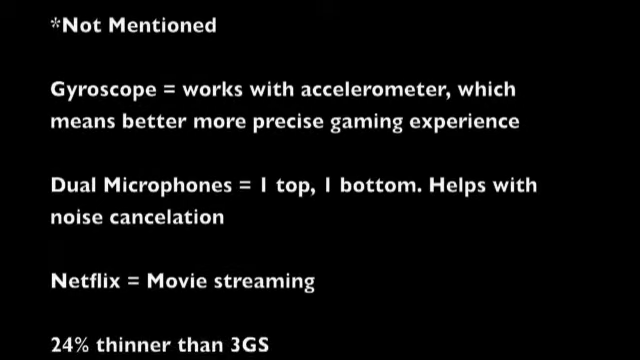 *Not Mentioned
Gyroscope = works with accelerometer, which
means better more precise gaming experience
Dual Microphones = 1 top, 1 bottom. Helps with
noise cancelation
Netflix = Movie streaming
24% thinner than 3GS